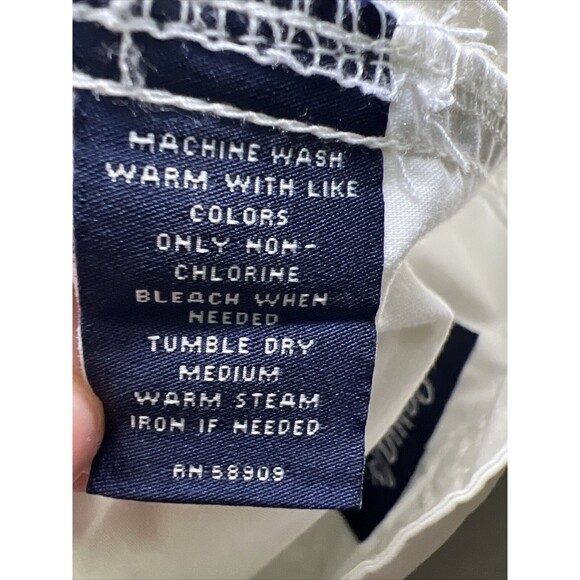 MACHINE WASH
WARM WITH LIKE
COLORS
ONLY NON-
CHLORINE
BLEACH WHEN
NEEDED
TUMBLE DRY
MEDIUM
WARM STEAM
IRON IF NEEDED
RN 58909